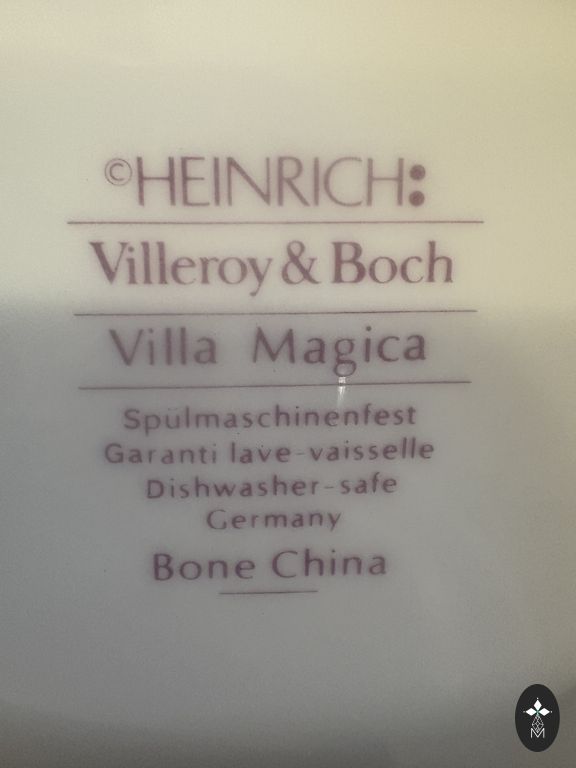 ©HEINRICH:
Villeroy & Boch
Villa Magica
Spülmaschinenfest
Garanti lave-vaisselle
Dishwasher-safe
Germany
Bone China
M